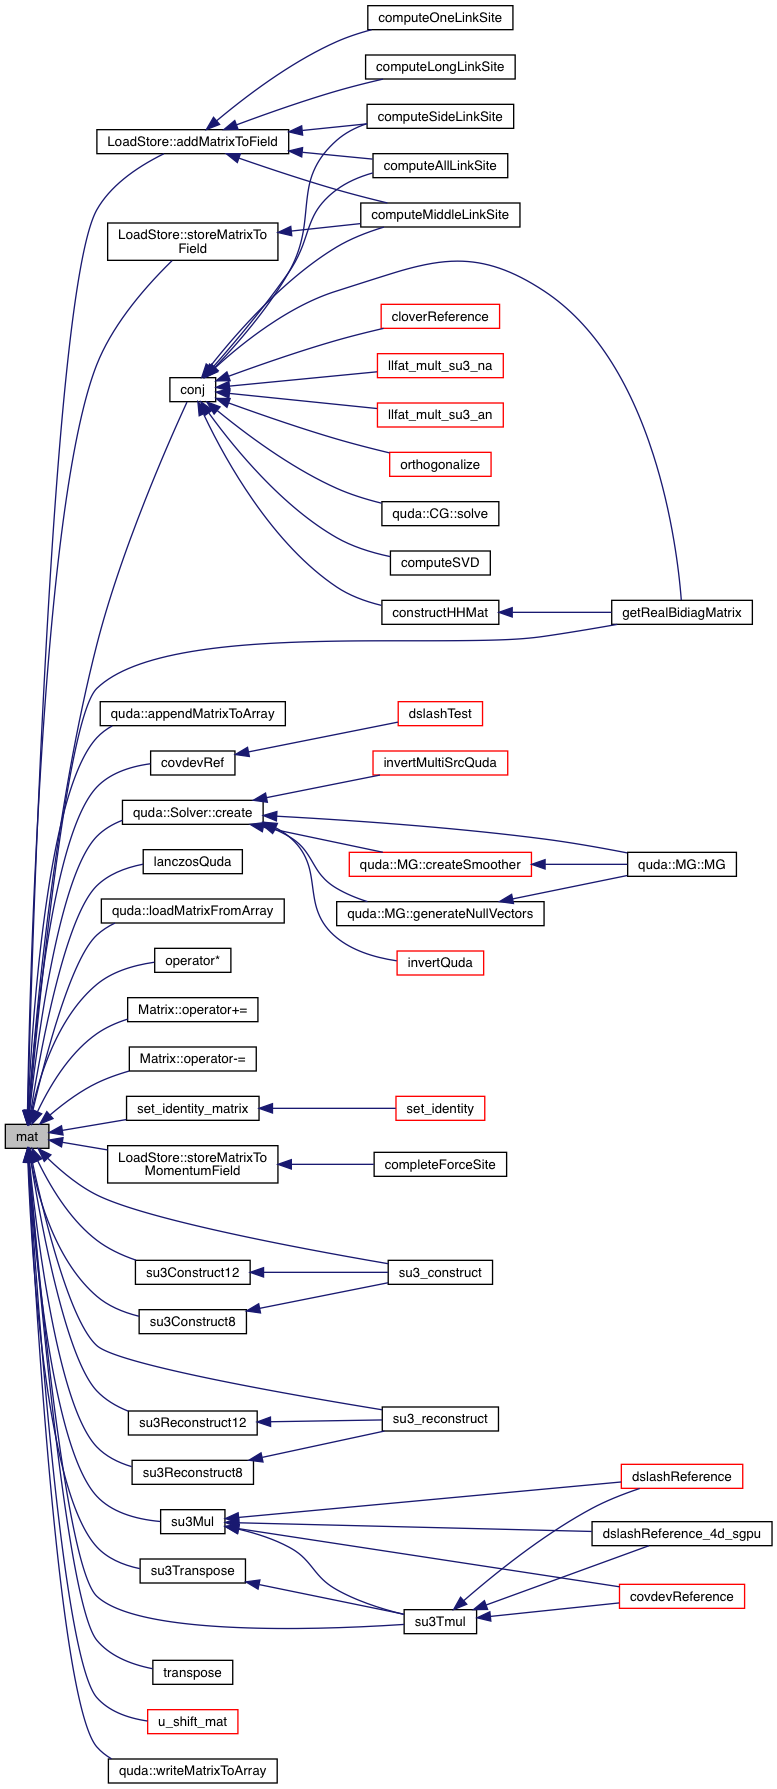 computeOneLinkSite
computeLongLinkSite
computeSideLinkSite
LoadStore::addMatrixToField
computeAllLinkSite
computeMiddleLinkSite
LoadStore::storeMatrixTo
Field
cloverReference
llfat_mult_su3_na
conj
llfat_mult_su3_an
orthogonalize
quda::CG::solve
computeSVD
constructHHMat
getRealBidiagMatrix
quda::appendMatrixToArray
dslashTest
covdevRef
invertMultiSrcQuda
quda::Solver::create
lanczosQuda
quda::MG::createSmoother
quda::MG::MG
quda::loadMatrixFromArray
quda::MG::generateNullVectors
operator*
invertQuda
Matrix::operator+=
Matrix::operator-=
set_identity_matrix
set_identity
mat
LoadStore::storeMatrixTo
MomentumField
completeForceSite
su3Construct12
su3_construct
su3Construct8
su3Reconstruct12
su3_reconstruct
su3Reconstruct8
dslashReference
su3Mul
dslashReference_4d_sgpu
su3Transpose
covdevReference
su3Tmul
transpose
u_shift_mat
quda::writeMatrixToArray